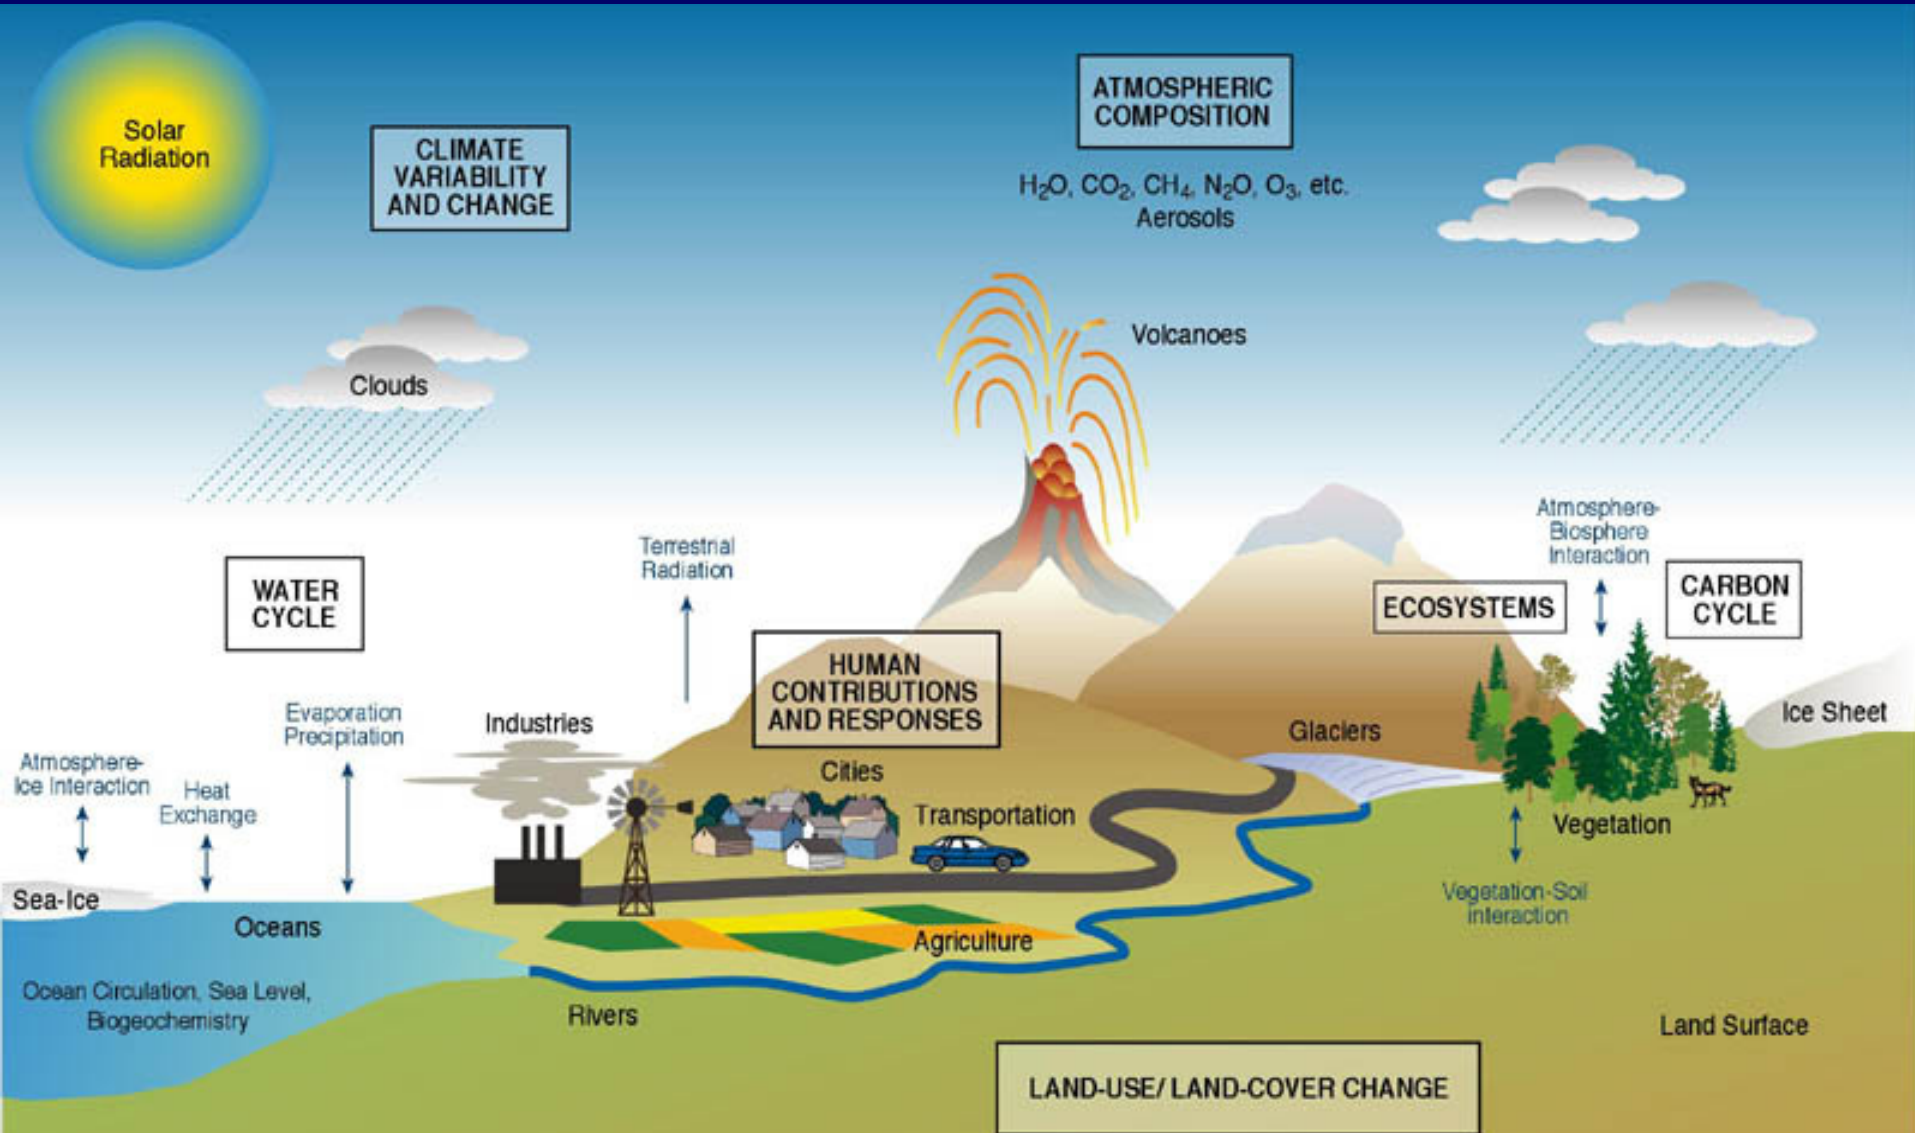 Solar
Radiation
CLIMATE
VARIABILITY
AND CHANGE
ATMOSPHERIC
COMPOSITION
H₂O, CO₂, CH₄, N₂O, O₃, etc.
Aerosols
Volcanoes
Clouds
Atmosphere-
Biosphere
Interaction
Terrestrial
Radiation
WATER
CYCLE
ECOSYSTEMS
CARBON
CYCLE
HUMAN
CONTRIBUTIONS
AND RESPONSES
Evaporation
Precipitation
Industries
Glaciers
Ice Sheet
Atmosphere-
Ice Interaction
Heat
Exchange
Cities
Transportation
Vegetation
Sea-Ice
Oceans
Agriculture
Vegetation-Soil
interaction
Ocean Circulation, Sea Level,
Biogeochemistry
Rivers
Land Surface
LAND-USE/ LAND-COVER CHANGE